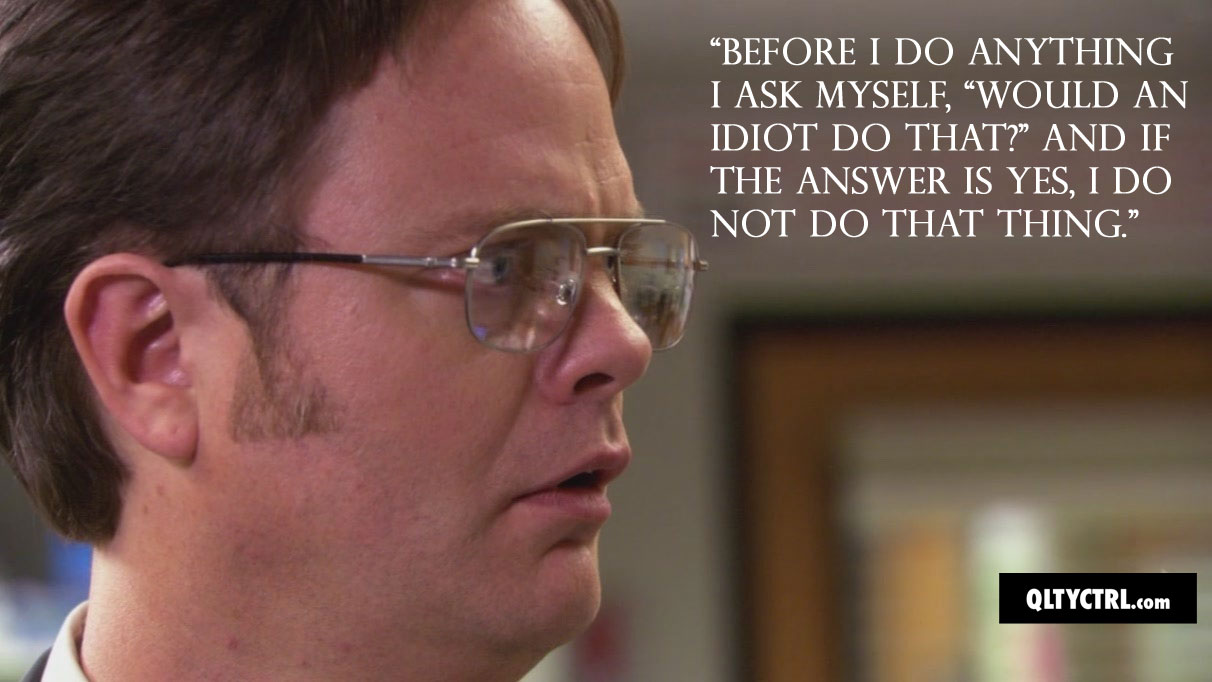 “BEFORE I DO ANYTHING
I ASK MYSELF, “WOULD AN
IDIOT DO THAT?” AND IF
THE ANSWER IS YES, I DO
NOT DO THAT THING.”
QLTYCTRL.com